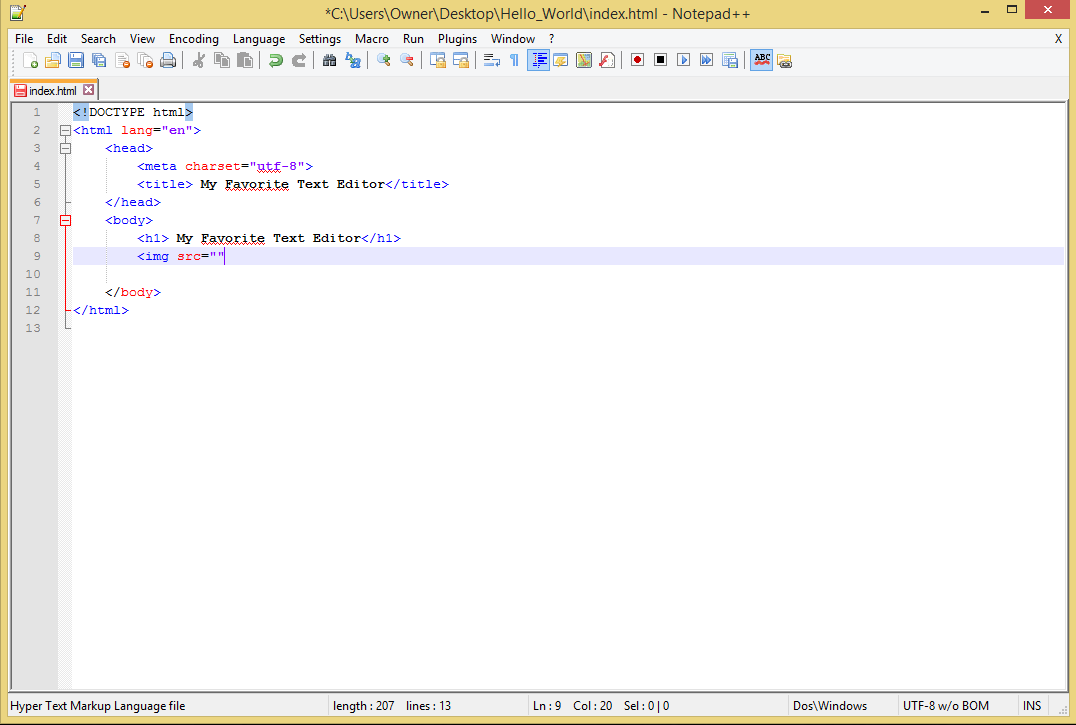 *C:\Users\Owner\Desktop\Hello_World\index.html - Notepad++
File Edit Search View Encoding Language Settings Macro Run Plugins Window ? X
ABC
index.html
1 <!DOCTYPE html>
2 <html lang="en">
3 <head>
4 <meta charset="utf-8">
5 <title> My Favorite Text Editor</title>
6 </head>
7 <body>
8 <h1> My Favorite Text Editor</h1>
9 <img src=""
10
11 </body>
12 </html>
13
Hyper Text Markup Language file length : 207 lines : 13 Ln : 9 Col : 20 Sel : 0 | 0 Dos\Windows UTF-8 w/o BOM INS